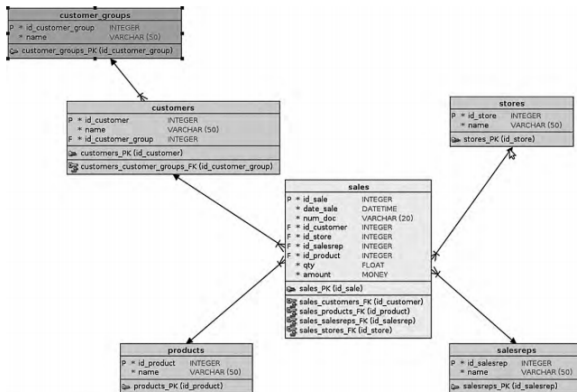 customer_groups
P * id_customer_group INTEGER
* name VARCHAR (50)
customer_groups_PK (id_customer_group)
customers
P * id_customer INTEGER
* name VARCHAR (50)
F * id_customer_group INTEGER
customers_PK (id_customer)
customers_customer_groups_FK (id_customer_group)
stores
P * id_store INTEGER
* name VARCHAR (50)
stores_PK (id_store)
sales
P * id_sale INTEGER
* date_sale DATETIME
* num_doc VARCHAR (20)
F * id_customer INTEGER
F * id_store INTEGER
F * id_salesrep INTEGER
F * id_product INTEGER
* qty FLOAT
* amount MONEY
sales_PK (id_sale)
sales_customers_FK (id_customer)
sales_products_FK (id_product)
sales_salesreps_FK (id_salesrep)
sales_stores_FK (id_store)
products
P * id_product INTEGER
* name VARCHAR (50)
products_PK (id_product)
salesreps
P * id_salesrep INTEGER
* name VARCHAR (50)
salesreps_PK (id_salesrep)